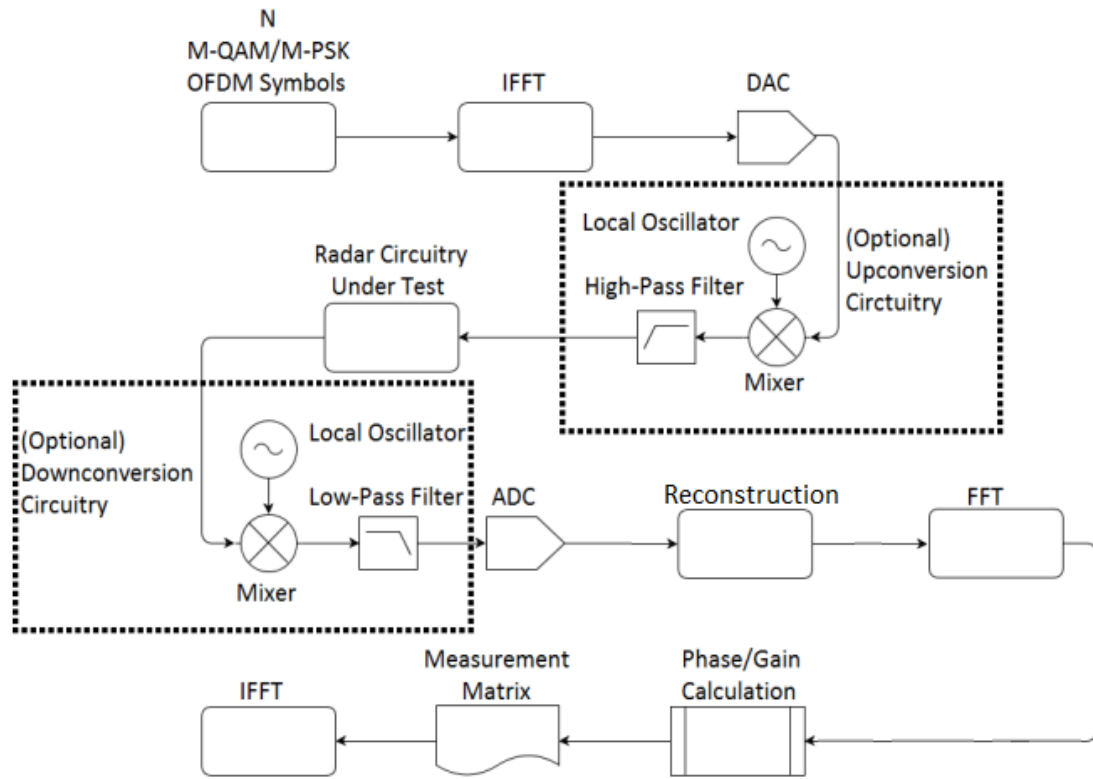 N
M-QAM/M-PSK
OFDM Symbols
IFFT
DAC
Local Oscillator
(Optional)
Upconversion
Circtuitry
High-Pass Filter
Mixer
Radar Circuitry
Under Test
(Optional)
Downconversion
Circuitry
Local Oscillator
Low-Pass Filter
Mixer
ADC
Reconstruction
FFT
Phase/Gain
Calculation
Measurement
Matrix
IFFT